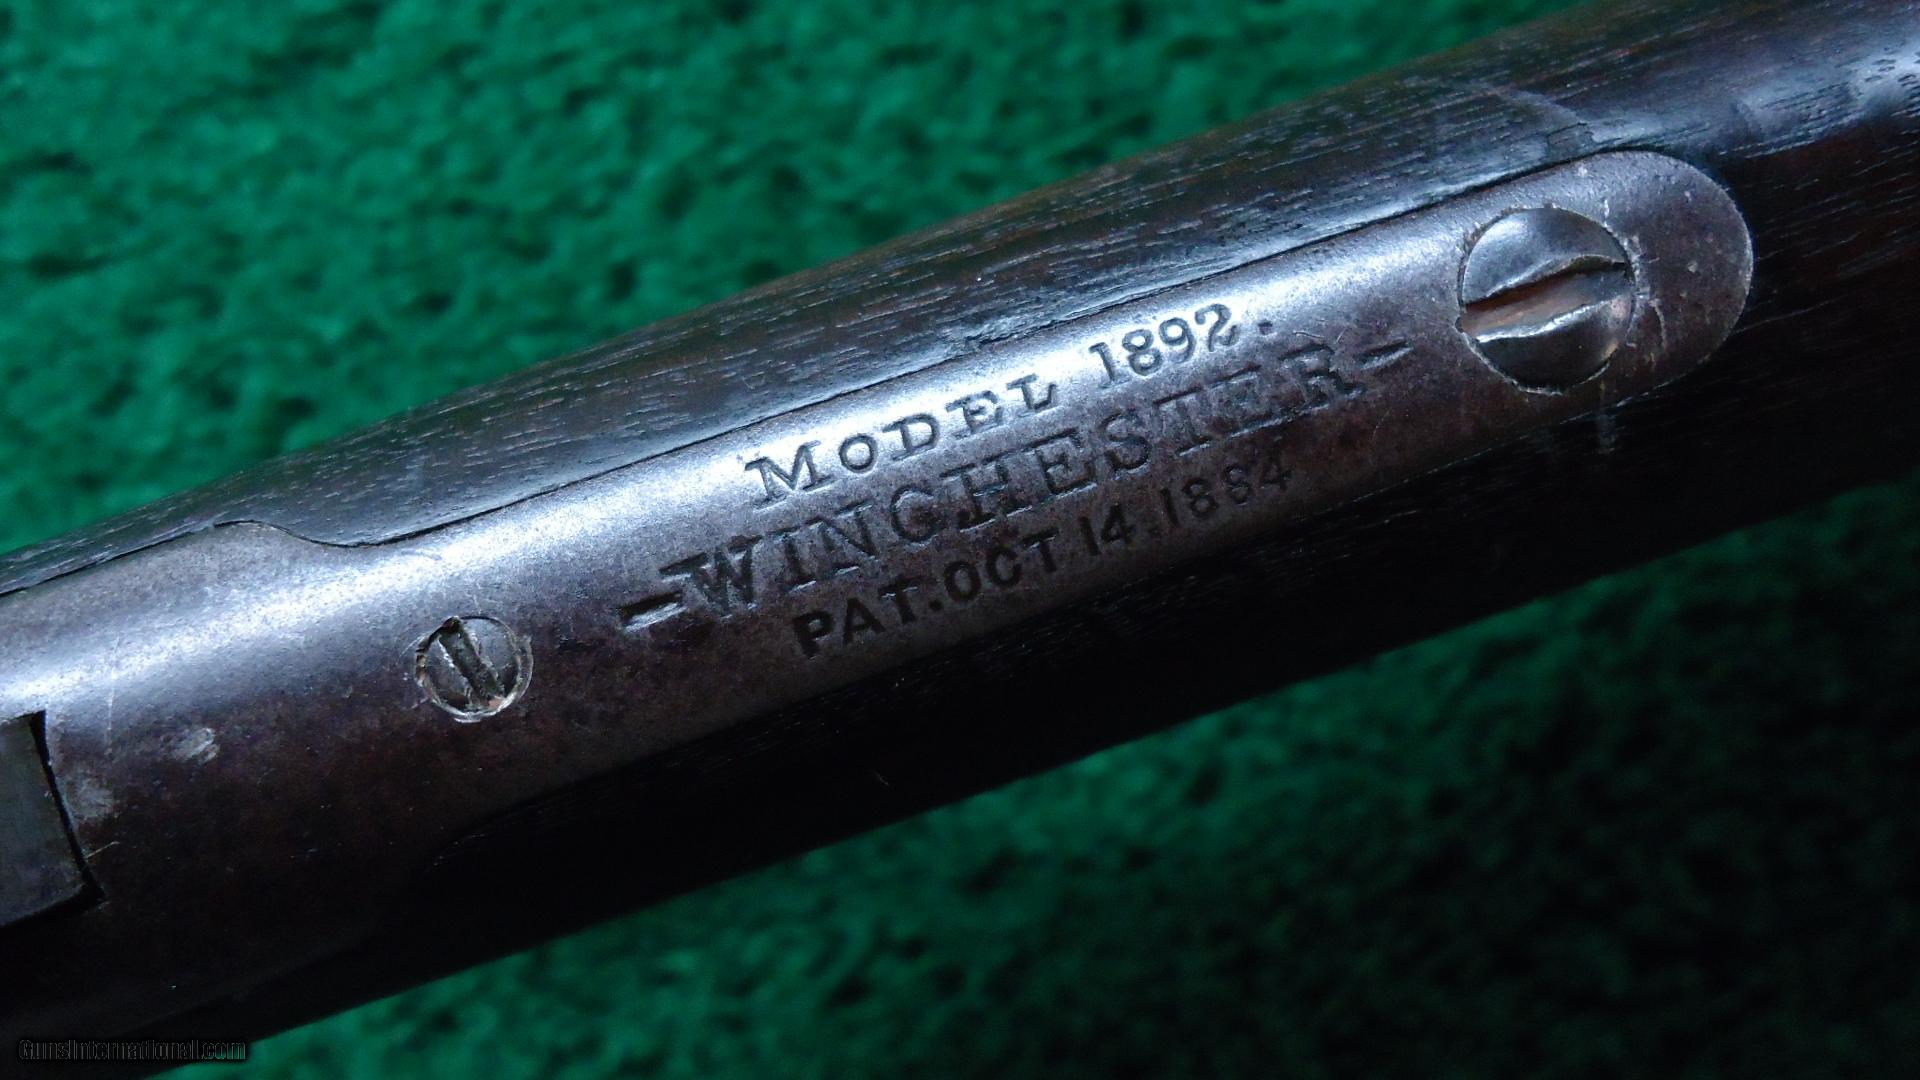 MODEL 1892.
-WINCHESTER-
PAT. OCT 14. 1884
GunsInternational.com